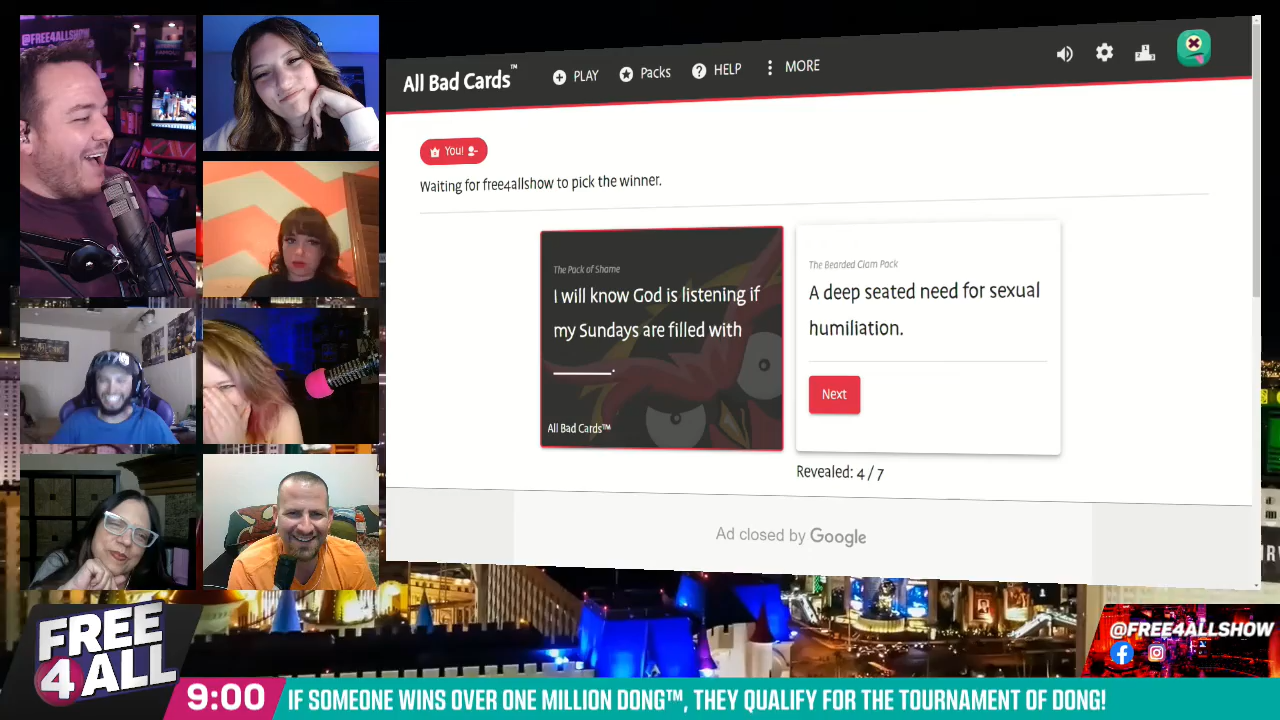 All Bad Cards™
PLAY
Packs
HELP
MORE
You!
Waiting for free4allshow to pick the winner.
The Pack of Shame
I will know God is listening if
my Sundays are filled with
______.
All Bad Cards™
The Bearded Clam Pack
A deep seated need for sexual
humiliation.
Next
Revealed: 4 / 7
Ad closed by Google
FREE
4 ALL
@FREE4ALLSHOW
9:00
IF SOMEONE WINS OVER ONE MILLION DONG™, THEY QUALIFY FOR THE TOURNAMENT OF DONG!